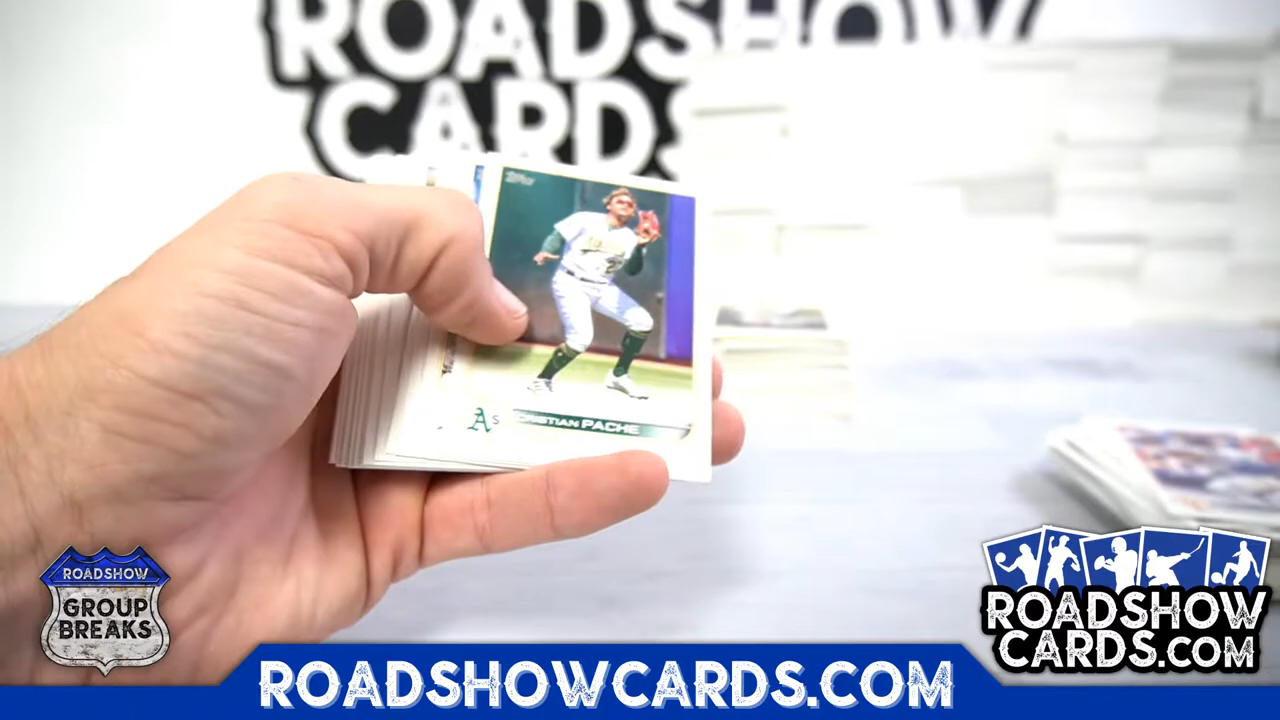 ROADSHOW
CARDS
Topps
A's
CRISTIAN PACHE
ROADSHOW
GROUP
BREAKS
ROADSHOW
CARDS.COM
ROADSHOWCARDS.COM